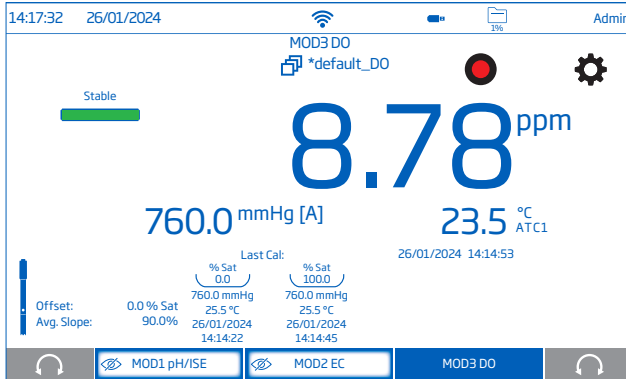 14:17:32 26/01/2024 1% Admin
MOD3 DO
*default_DO
Stable
8.78 ppm
760.0 mmHg [A] 23.5 °C ATC1
26/01/2024 14:14:53
Last Cal:
% Sat % Sat
0.0 100.0
760.0 mmHg 760.0 mmHg
25.5 °C 25.5 °C
26/01/2024 26/01/2024
14:14:22 14:14:45
Offset: 0.0 % Sat
Avg. Slope: 90.0%
MOD1 pH/ISE MOD2 EC MOD3 DO